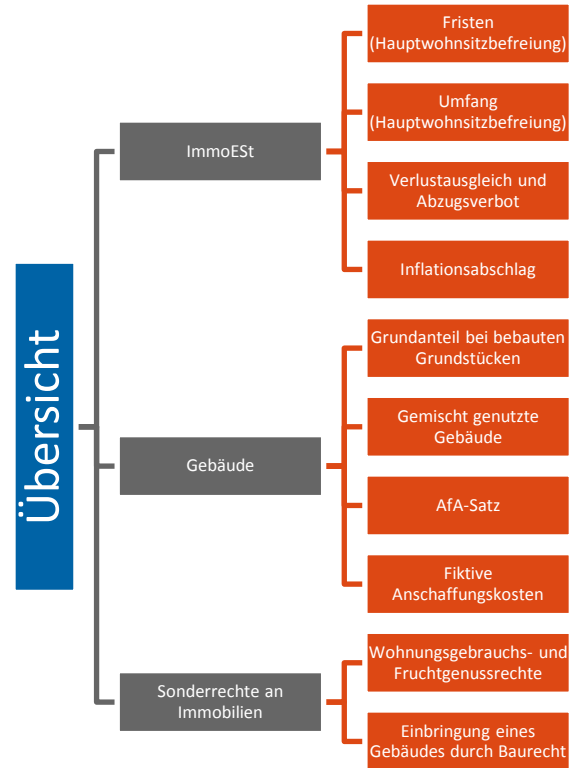 Übersicht
ImmoESt
Fristen
(Hauptwohnsitzbefreiung)
Umfang
(Hauptwohnsitzbefreiung)
Verlustausgleich und
Abzugsverbot
Inflationsabschlag
Gebäude
Grundanteil bei bebauten
Grundstücken
Gemischt genutzte
Gebäude
AfA-Satz
Fiktive
Anschaffungskosten
Sonderrechte an
Immobilien
Wohnungsgebrauchs- und
Fruchtgenussrechte
Einbringung eines
Gebäudes durch Baurecht